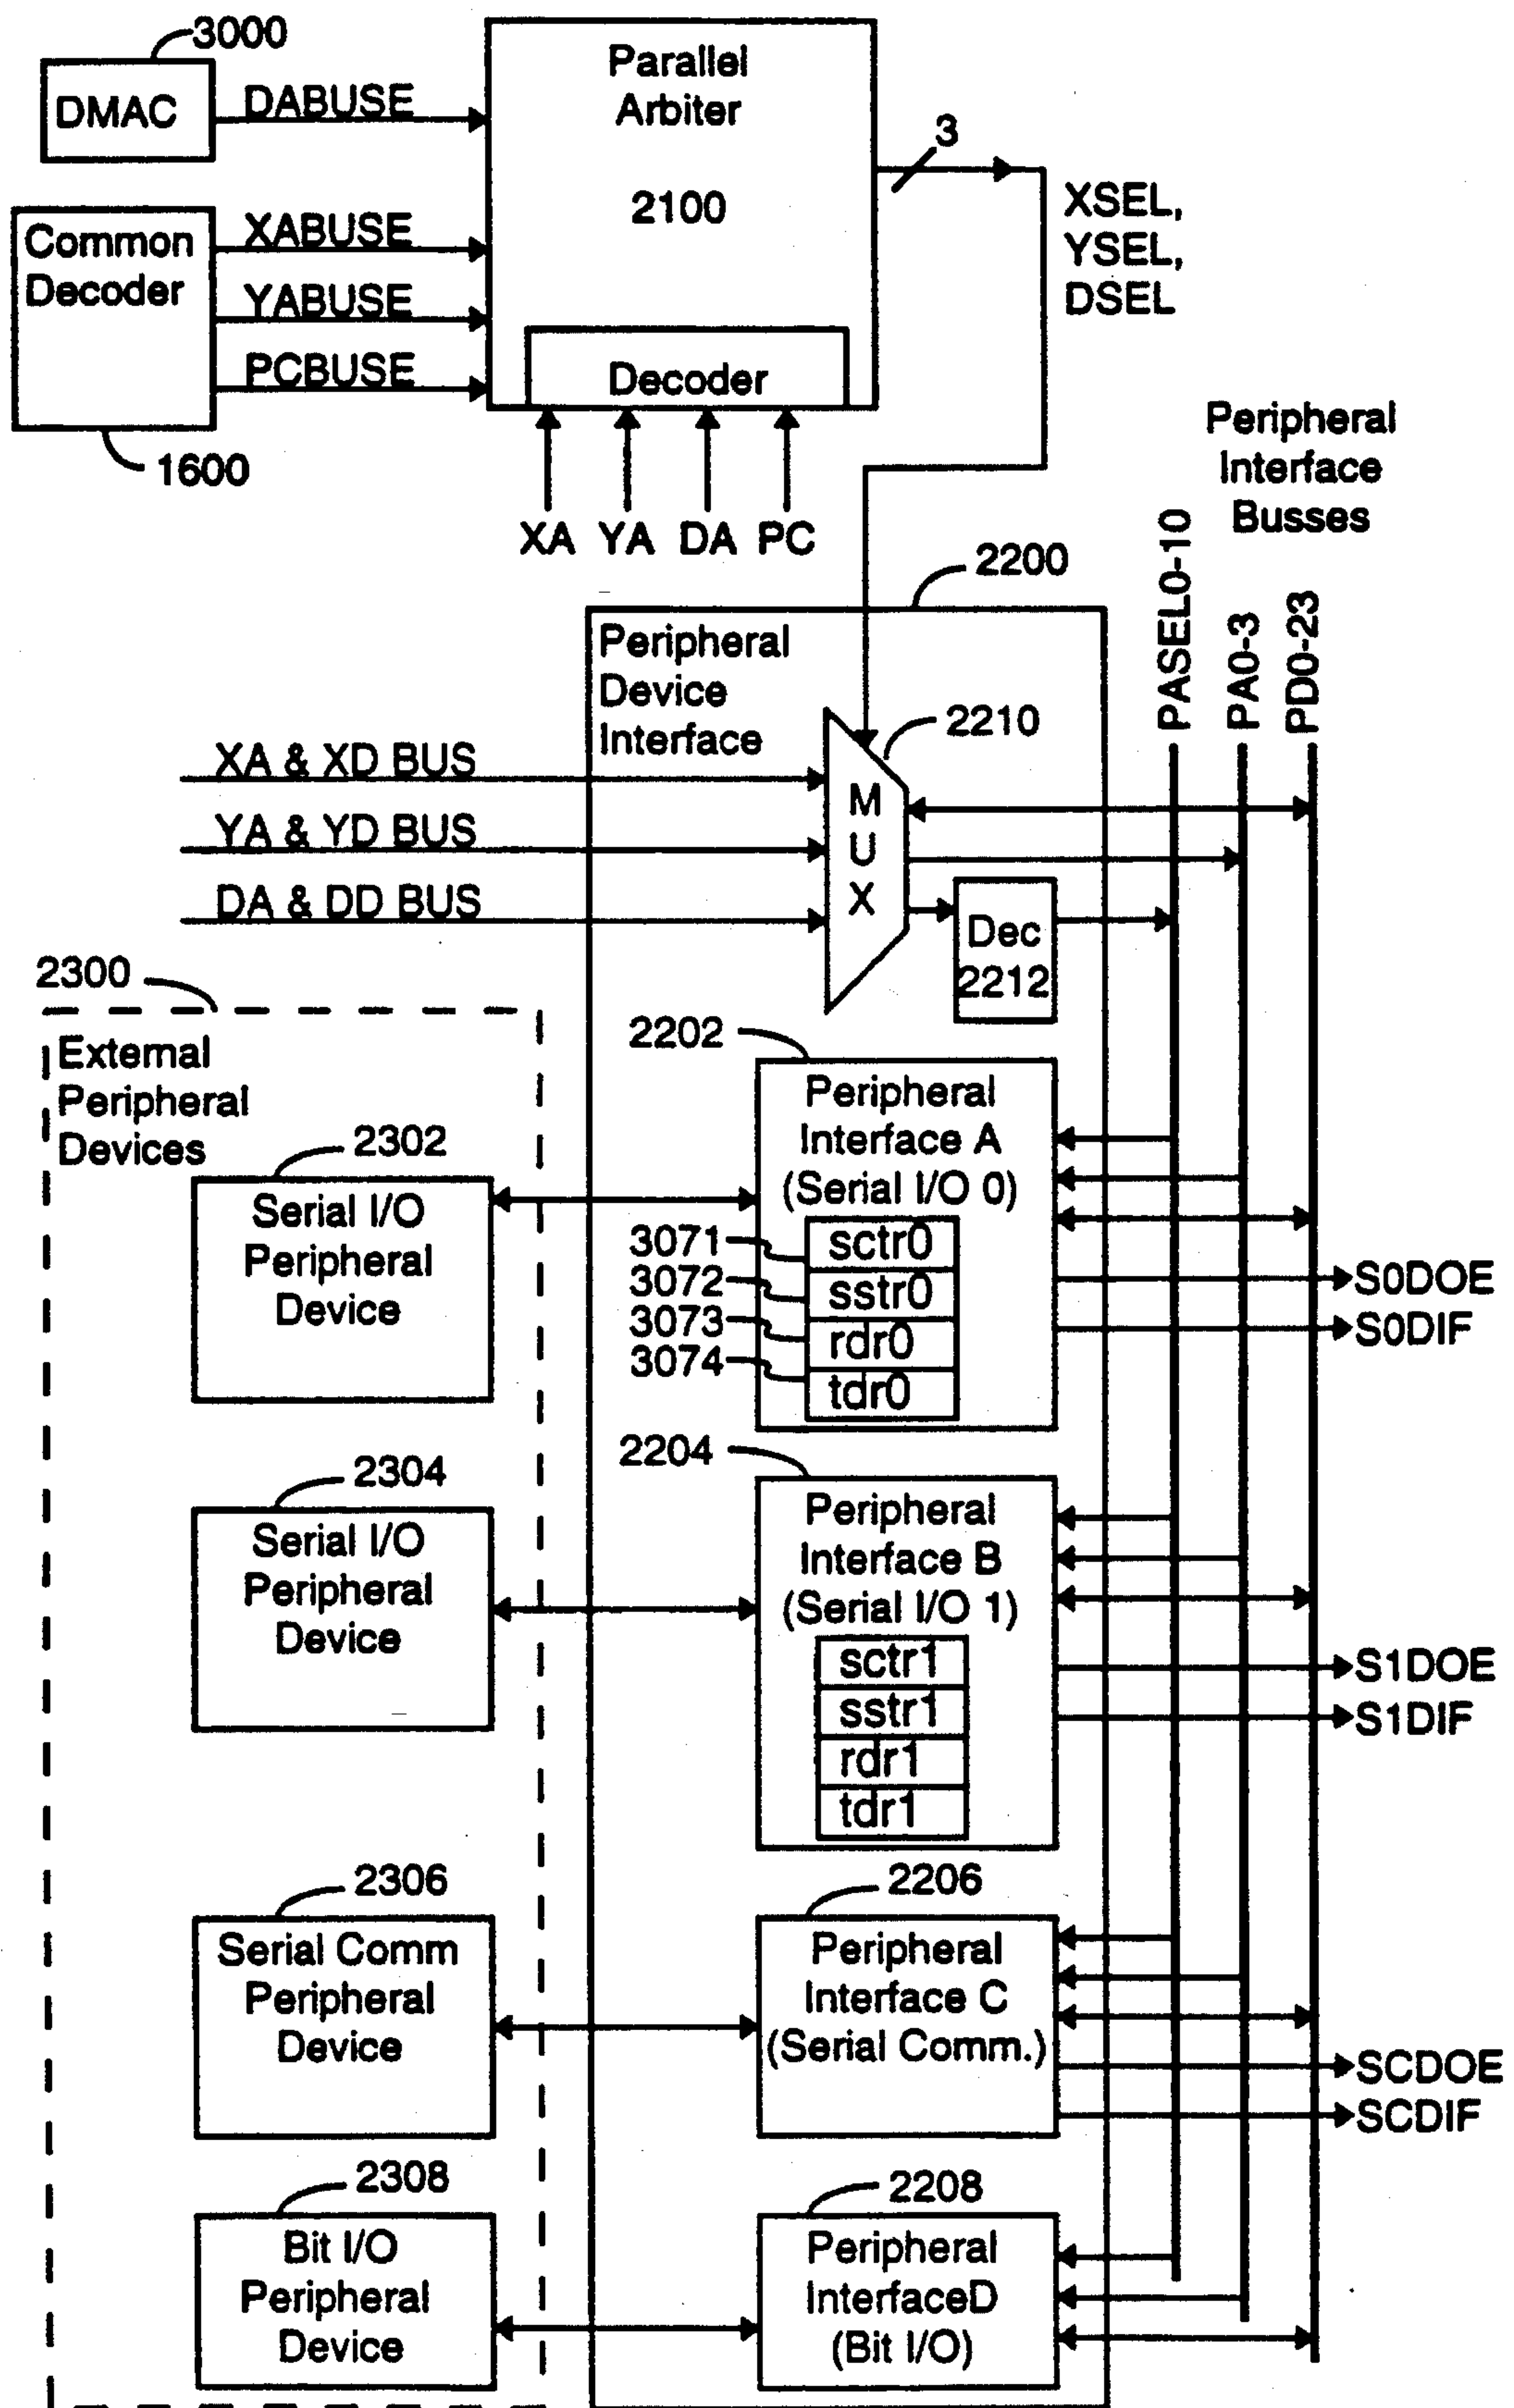 3000
DMAC
DABUSE
Parallel
Arbiter
2100
3
XSEL,
YSEL,
DSEL
Common
Decoder
XABUSE
YABUSE
PCBUSE
Decoder
1600
XA YA DA PC
Peripheral
Interface
Busses
PASEL0-10
PA0-3
PD0-23
2200
Peripheral
Device
Interface
2210
XA & XD BUS
YA & YD BUS
DA & DD BUS
M
U
X
Dec
2212
2300
External
Peripheral
Devices
2202
Peripheral
Interface A
(Serial I/O 0)
2302
Serial I/O
Peripheral
Device
3071
3072
3073
3074
sctr0
sstr0
rdr0
tdr0
S0DOE
S0DIF
2204
Peripheral
Interface B
(Serial I/O 1)
2304
Serial I/O
Peripheral
Device
sctr1
sstr1
rdr1
tdr1
S1DOE
S1DIF
2306
Serial Comm
Peripheral
Device
2206
Peripheral
Interface C
(Serial Comm.)
SCDOE
SCDIF
2308
Bit I/O
Peripheral
Device
2208
Peripheral
InterfaceD
(Bit I/O)